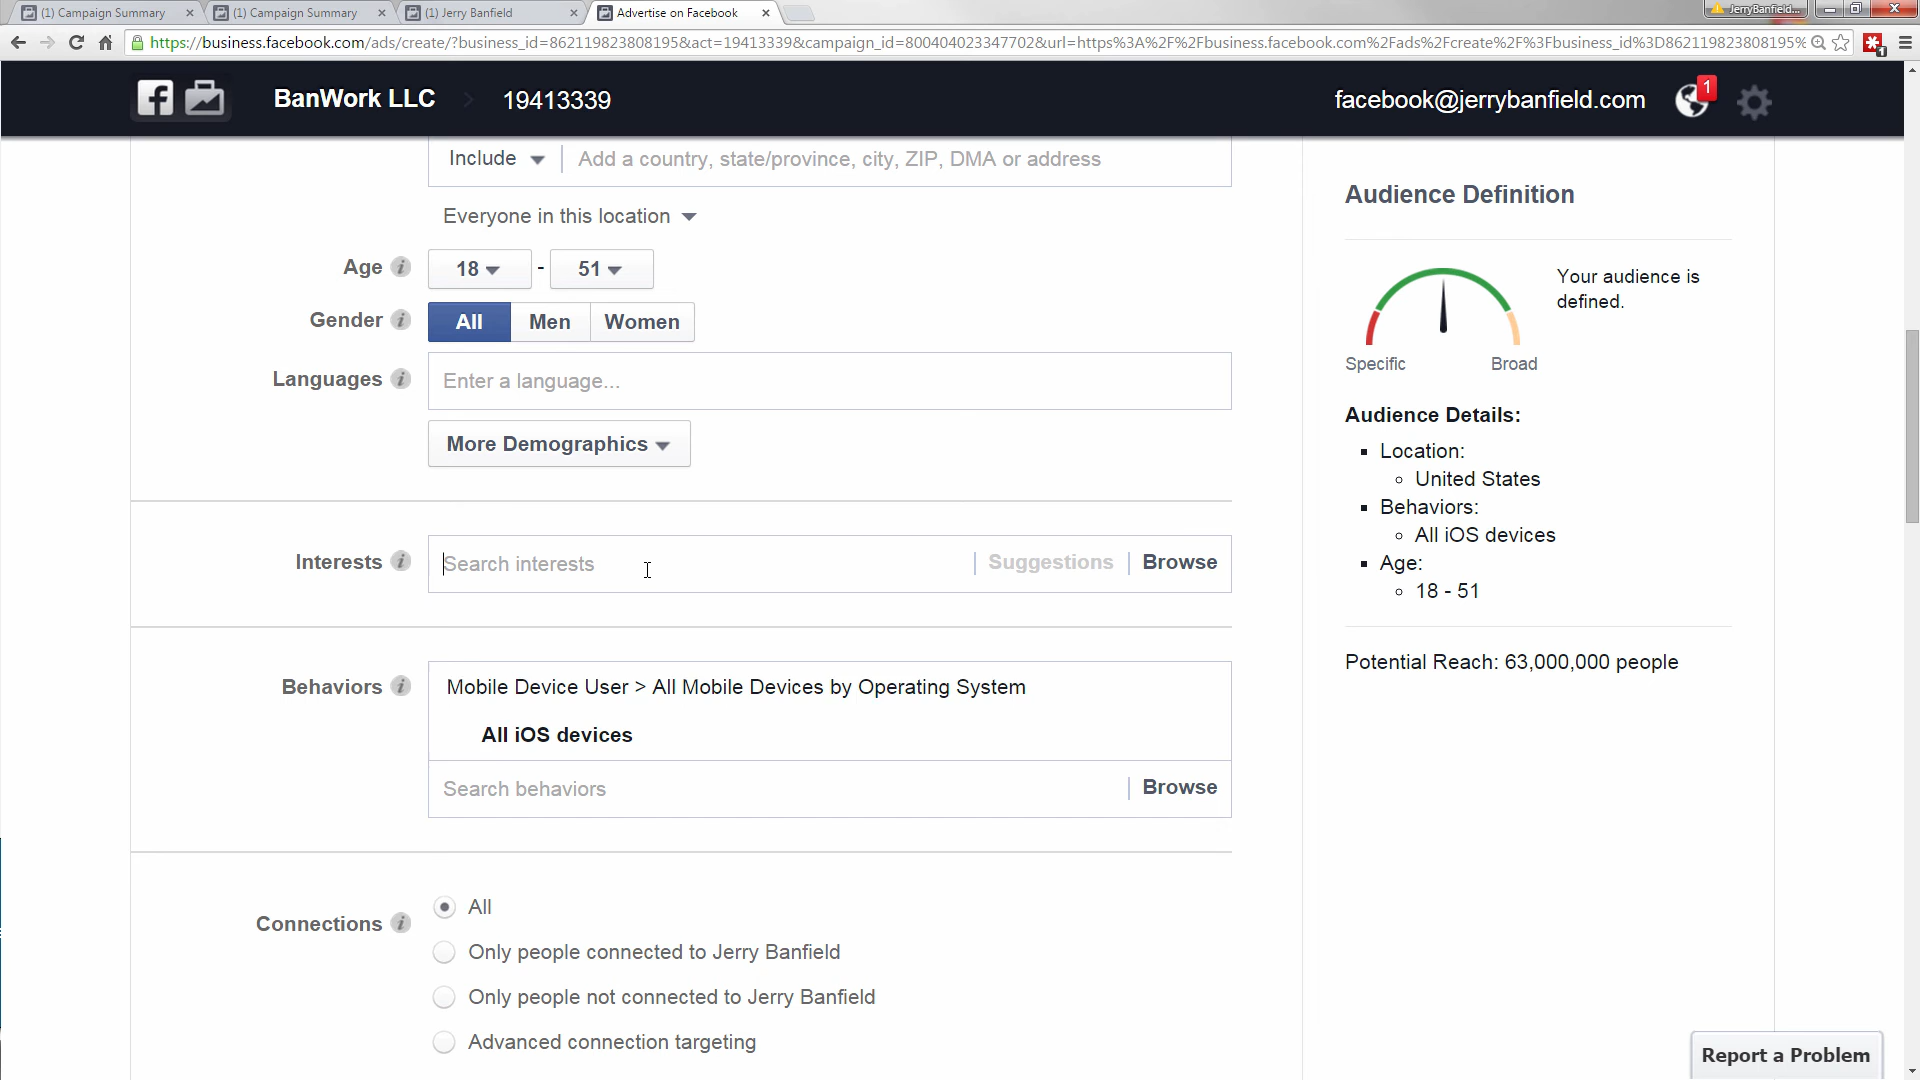 (1) Campaign Summary
(1) Campaign Summary
(1) Jerry Banfield
Advertise on Facebook
JerryBanfield...
https://business.facebook.com/ads/create/?business_id=862119823808195&act=19413339&campaign_id=800404023347702&url=https%3A%2F%2Fbusiness.facebook.com%2Fads%2Fcreate%2F%3Fbusiness_id%3D862119823808195%
1
BanWork LLC > 19413339
facebook@jerrybanfield.com
1
Include
Add a country, state/province, city, ZIP, DMA or address
Everyone in this location
Age
18 - 51
Gender
All Men Women
Languages
Enter a language...
More Demographics
Interests
Search interests
Suggestions
Browse
Behaviors
Mobile Device User > All Mobile Devices by Operating System
All iOS devices
Search behaviors
Browse
Connections
All
Only people connected to Jerry Banfield
Only people not connected to Jerry Banfield
Advanced connection targeting
Audience Definition
Your audience is
defined.
Specific
Broad
Audience Details:
Location:
United States
Behaviors:
All iOS devices
Age:
18 - 51
Potential Reach: 63,000,000 people
Report a Problem